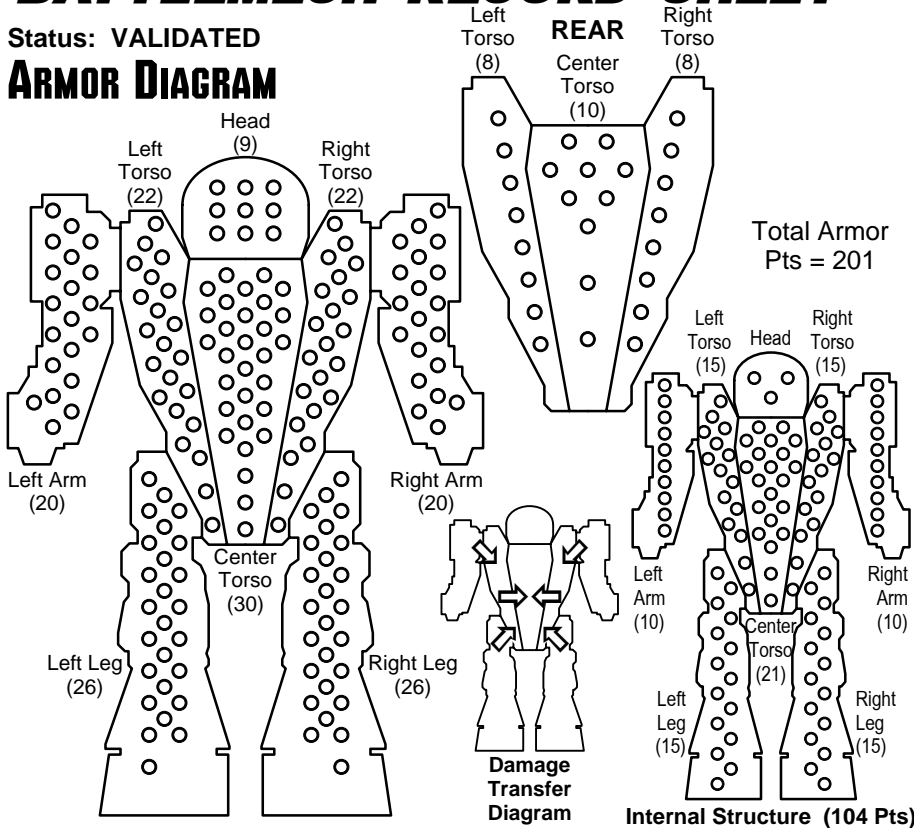 BATTLEMECH RECORD SHEET
Status: VALIDATED
ARMOR DIAGRAM
Head
(9)
Left
Torso
(22)
Right
Torso
(22)
Left Arm
(20)
Right Arm
(20)
Center
Torso
(30)
Left Leg
(26)
Right Leg
(26)
REAR
Left
Torso
(8)
Center
Torso
(10)
Right
Torso
(8)
Total Armor
Pts = 201
Left
Torso
(15)
Head
Right
Torso
(15)
Left
Arm
(10)
Right
Arm
(10)
Center
Torso
(21)
Left
Leg
(15)
Right
Leg
(15)
Damage
Transfer
Diagram
Internal Structure (104 Pts)